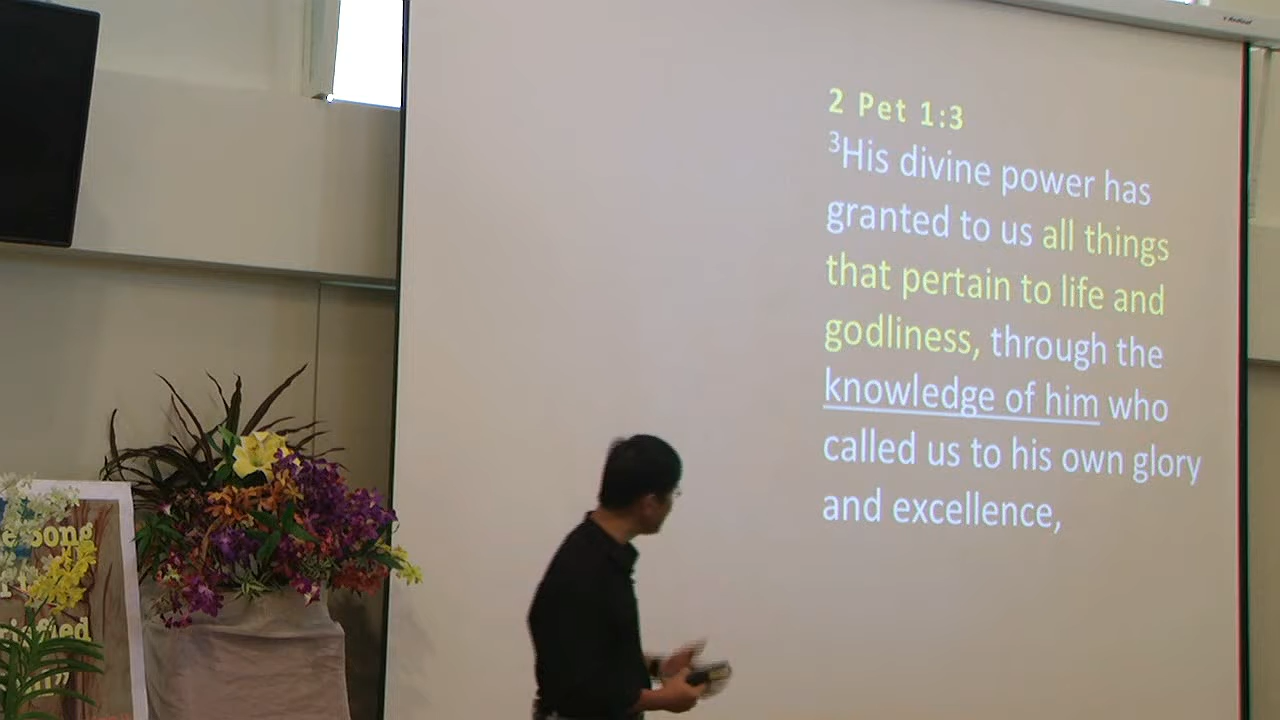 2 Pet 1:3
³His divine power has
granted to us all things
that pertain to life and
godliness, through the
knowledge of him who
called us to his own glory
and excellence,
Song